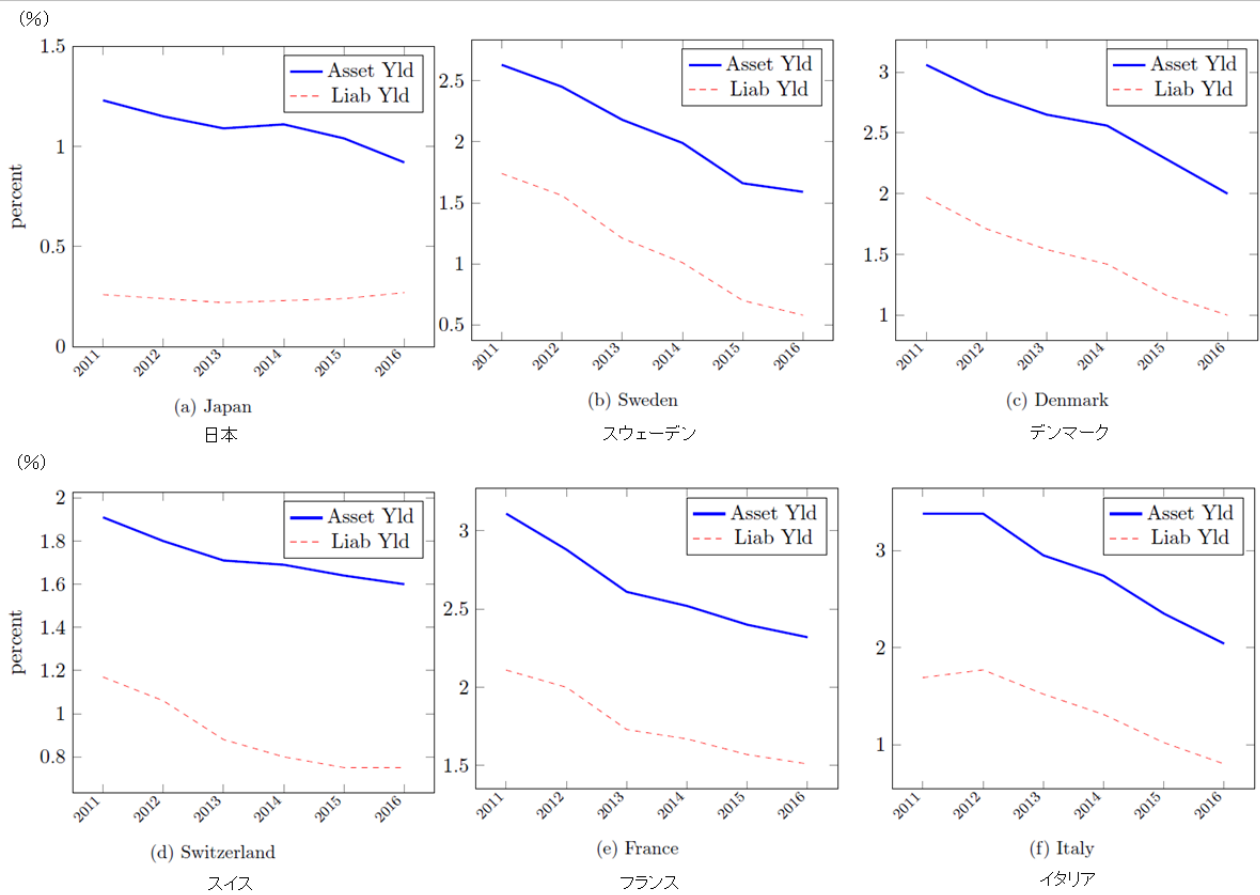 (%)
percent
1.5
1
0.5
0
Asset Yld
Liab Yld
2011 2012 2013 2014 2015 2016
(a) Japan
日本
2.5
2
1.5
1
0.5
Asset Yld
Liab Yld
2011 2012 2013 2014 2015 2016
(b) Sweden
スウェーデン
3
2.5
2
1.5
1
Asset Yld
Liab Yld
2011 2012 2013 2014 2015 2016
(c) Denmark
デンマーク
(%)
percent
2
1.8
1.6
1.4
1.2
1
0.8
Asset Yld
Liab Yld
2011 2012 2013 2014 2015 2016
(d) Switzerland
スイス
3
2.5
2
1.5
Asset Yld
Liab Yld
2011 2012 2013 2014 2015 2016
(e) France
フランス
3
2
1
Asset Yld
Liab Yld
2011 2012 2013 2014 2015 2016
(f) Italy
イタリア